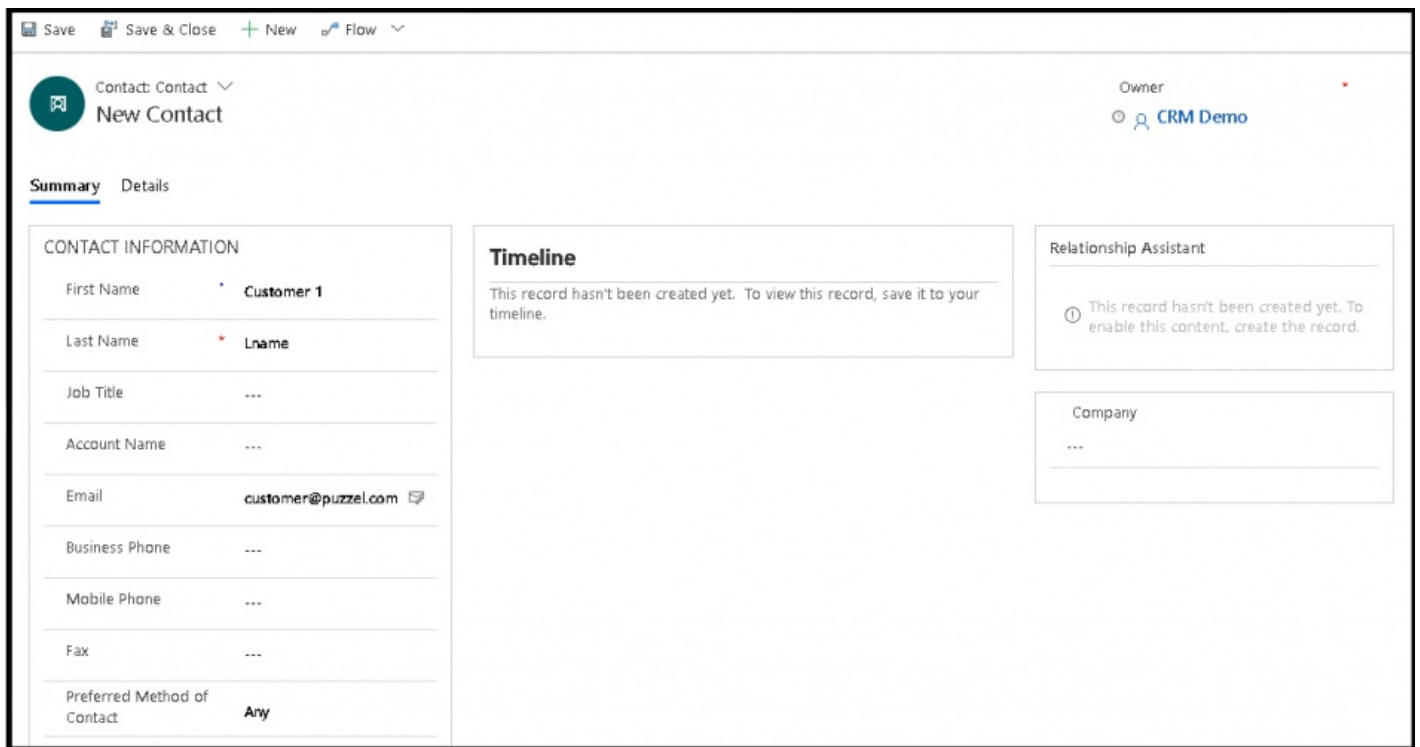 Save Save & Close New Flow
Contact: Contact
New Contact
Owner *
CRM Demo
Summary Details
CONTACT INFORMATION
First Name * Customer 1
Last Name * Lname
Job Title ---
Account Name ---
Email customer@puzzel.com
Business Phone ---
Mobile Phone ---
Fax ---
Preferred Method of
Contact Any
Timeline
This record hasn't been created yet. To view this record, save it to your
timeline.
Relationship Assistant
This record hasn't been created yet. To
enable this content, create the record.
Company
---